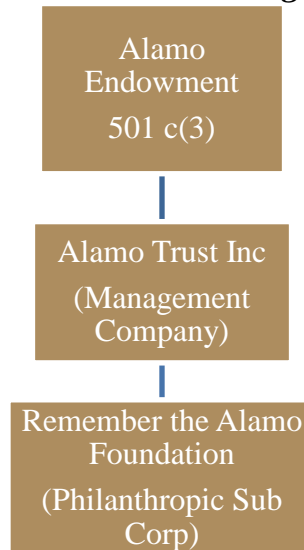 Alamo
Endowment
501 c(3)
Alamo Trust Inc
(Management
Company)
Remember the Alamo
Foundation
(Philanthropic Sub
Corp)